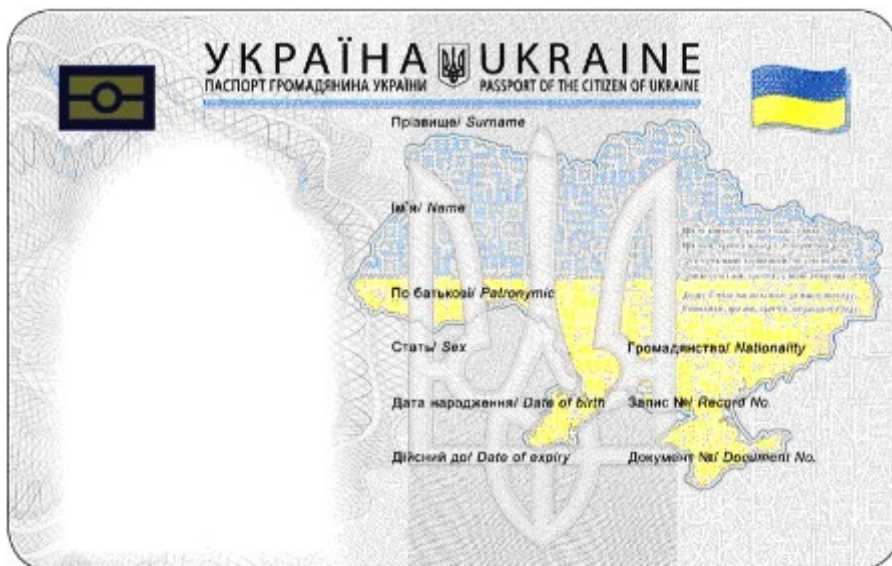 УКРАЇНА UKRAINE
ПАСПОРТ ГРОМАДЯНИНА УКРАЇНИ PASSPORT OF THE CITIZEN OF UKRAINE
Прізвище/ Surname
Ім'я/ Name
По батькові/ Patronymic
Стать/ Sex
Громадянство/ Nationality
Дата народження/ Date of birth
Запис №/ Record No.
Дійсний до/ Date of expiry
Документ №/ Document No.